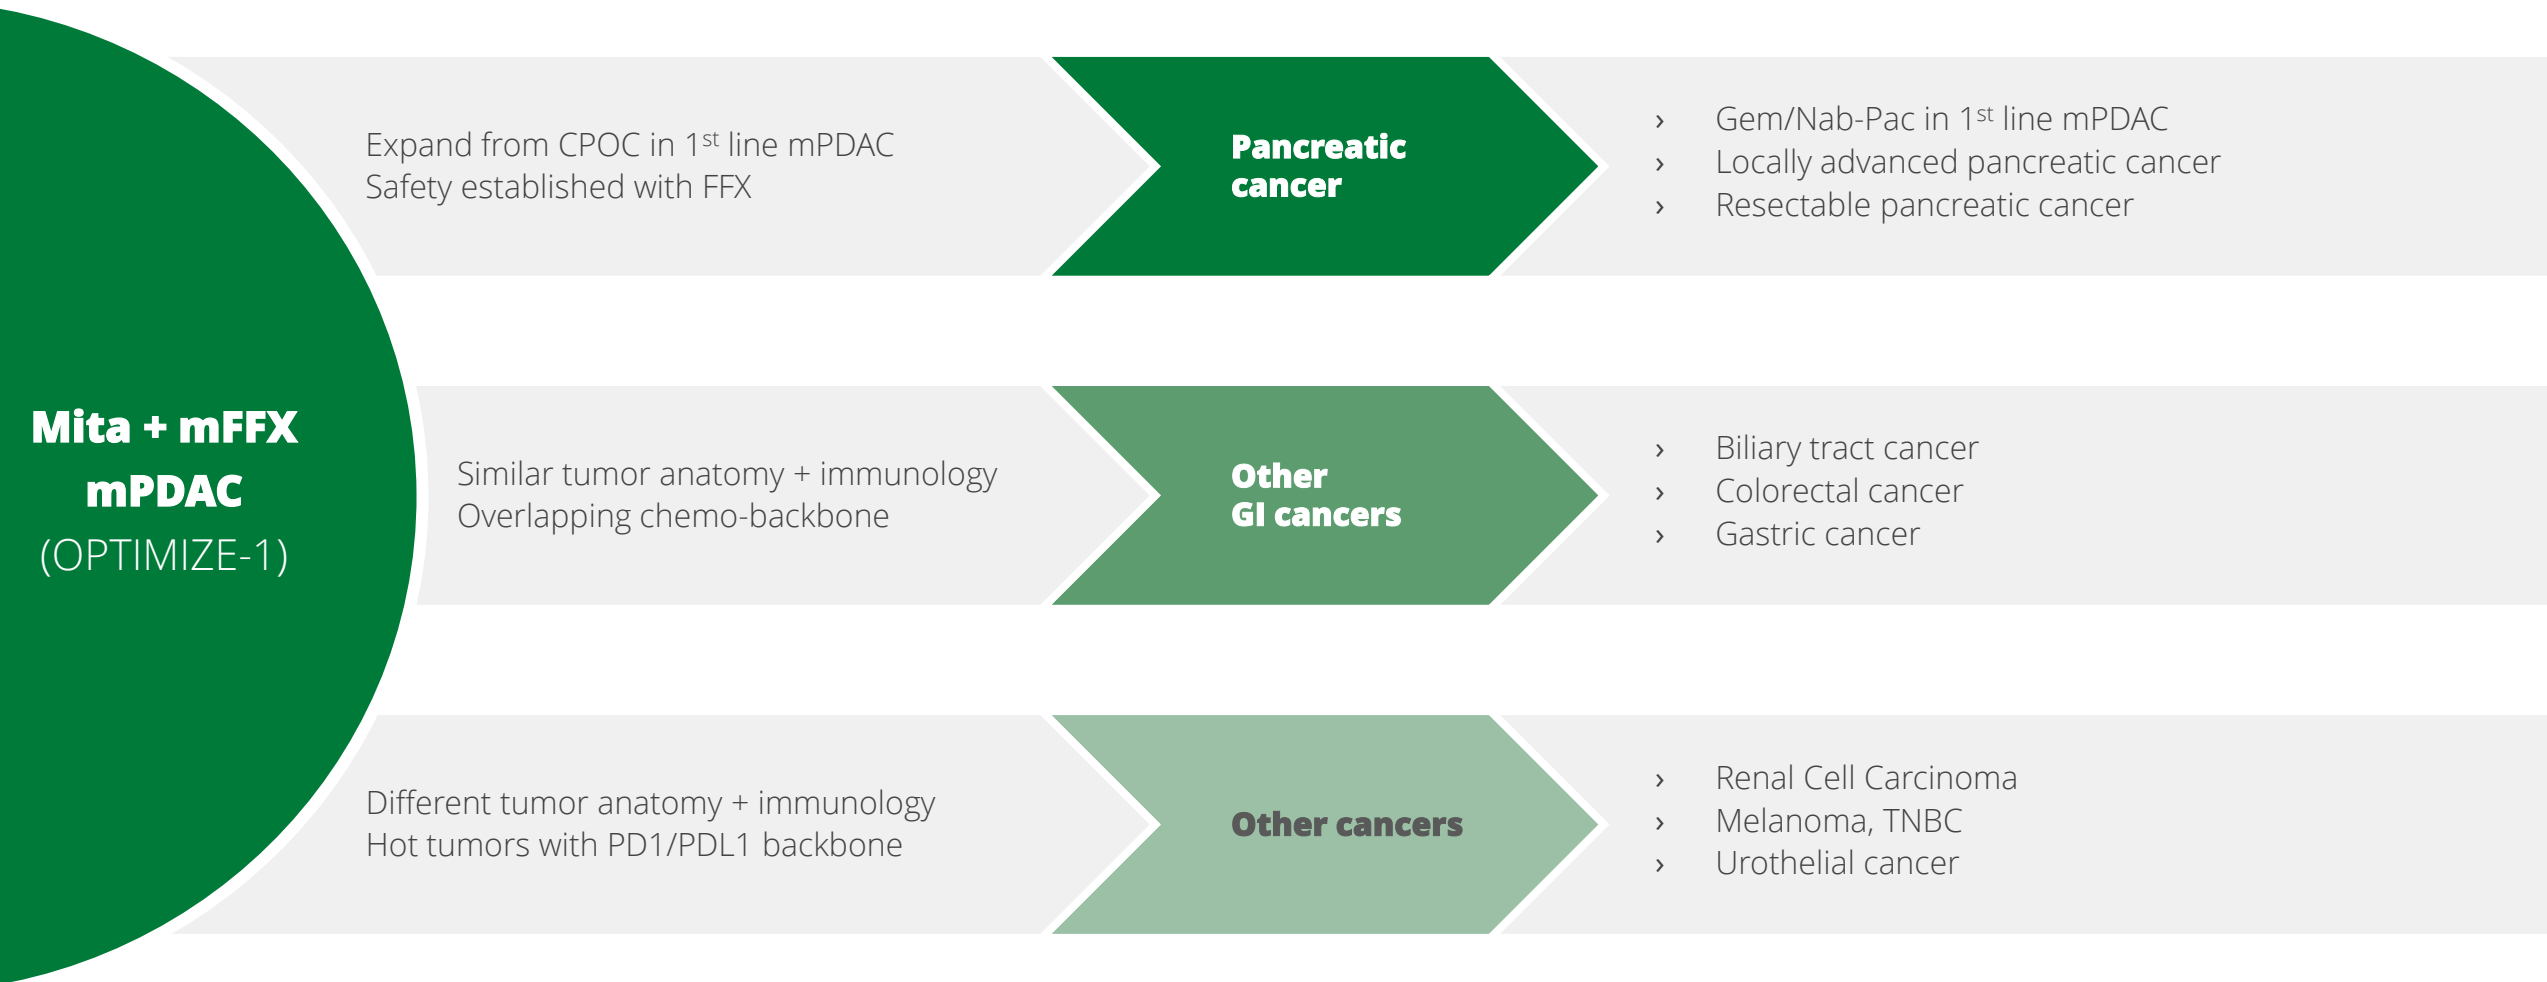 Mita + mFFX
mPDAC
(OPTIMIZE-1)
Expand from CPOC in 1st line mPDAC
Safety established with FFX
Pancreatic
cancer
› Gem/Nab-Pac in 1st line mPDAC
› Locally advanced pancreatic cancer
› Resectable pancreatic cancer
Similar tumor anatomy + immunology
Overlapping chemo-backbone
Other
GI cancers
› Biliary tract cancer
› Colorectal cancer
› Gastric cancer
Different tumor anatomy + immunology
Hot tumors with PD1/PDL1 backbone
Other cancers
› Renal Cell Carcinoma
› Melanoma, TNBC
› Urothelial cancer